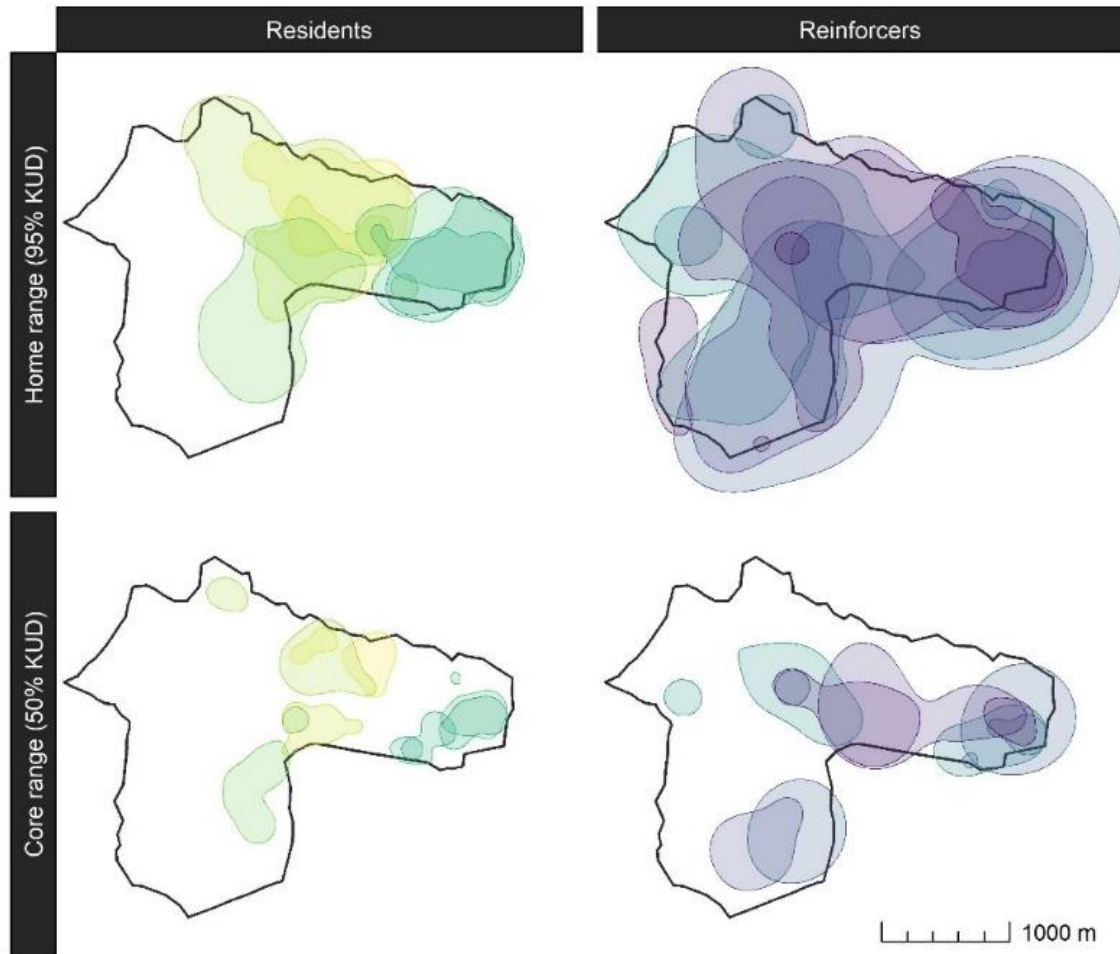 Residents
Reinforcers
Home range (95% KUD)
Core range (50% KUD)
1000 m